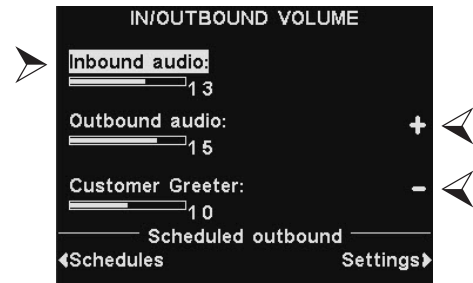 IN/OUTBOUND VOLUME
Inbound audio:
13
Outbound audio:
+
15
Customer Greeter:
-
10
Scheduled outbound
Schedules Settings